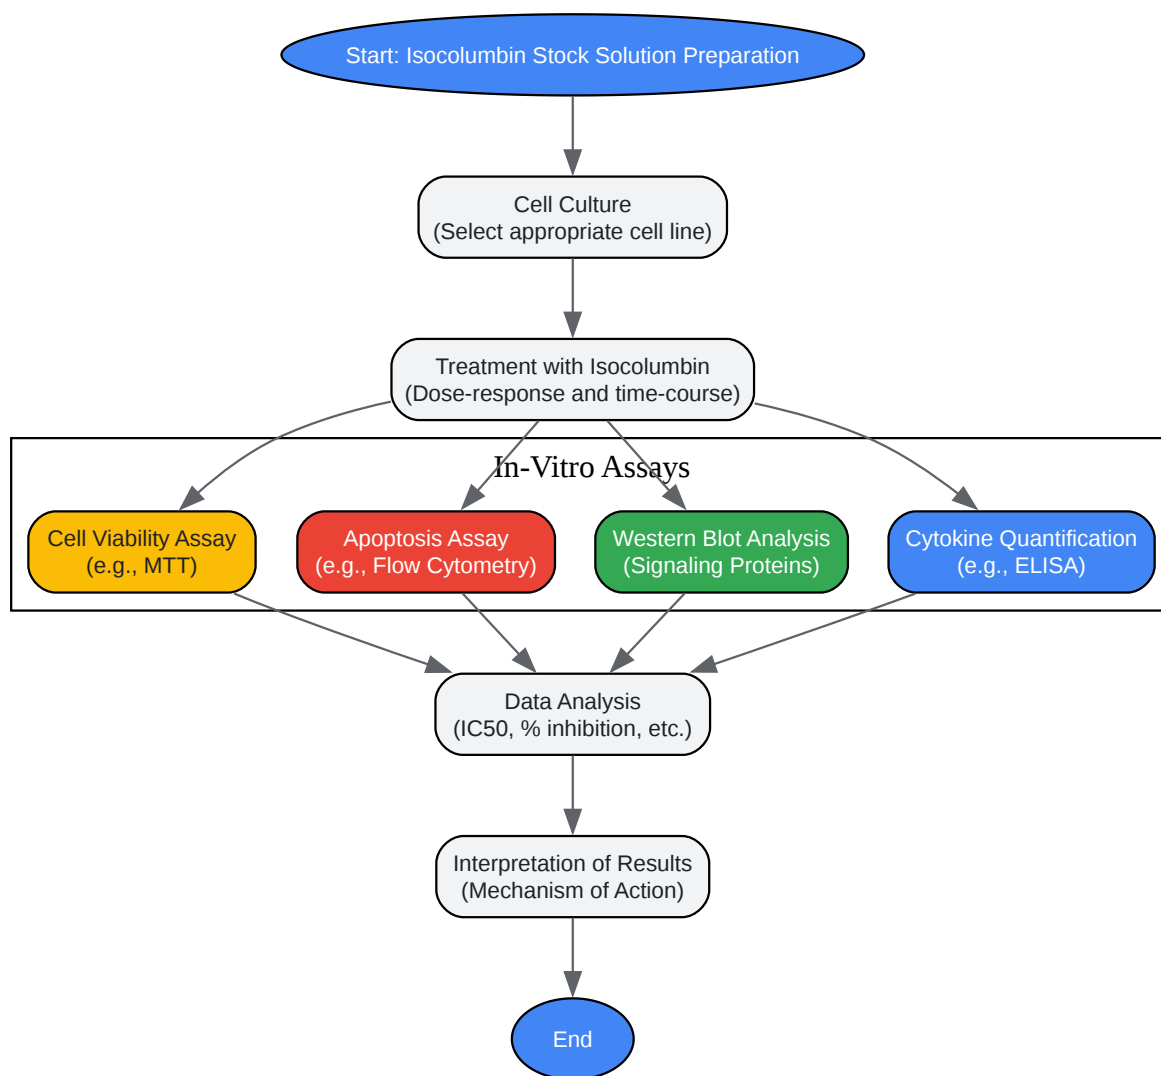 Start: Isocolumbin Stock Solution Preparation
Cell Culture
(Select appropriate cell line)
Treatment with Isocolumbin
(Dose-response and time-course)
In-Vitro Assays
Cell Viability Assay
(e.g., MTT)
Apoptosis Assay
(e.g., Flow Cytometry)
Western Blot Analysis
(Signaling Proteins)
Cytokine Quantification
(e.g., ELISA)
Data Analysis
(IC50, % inhibition, etc.)
Interpretation of Results
(Mechanism of Action)
End